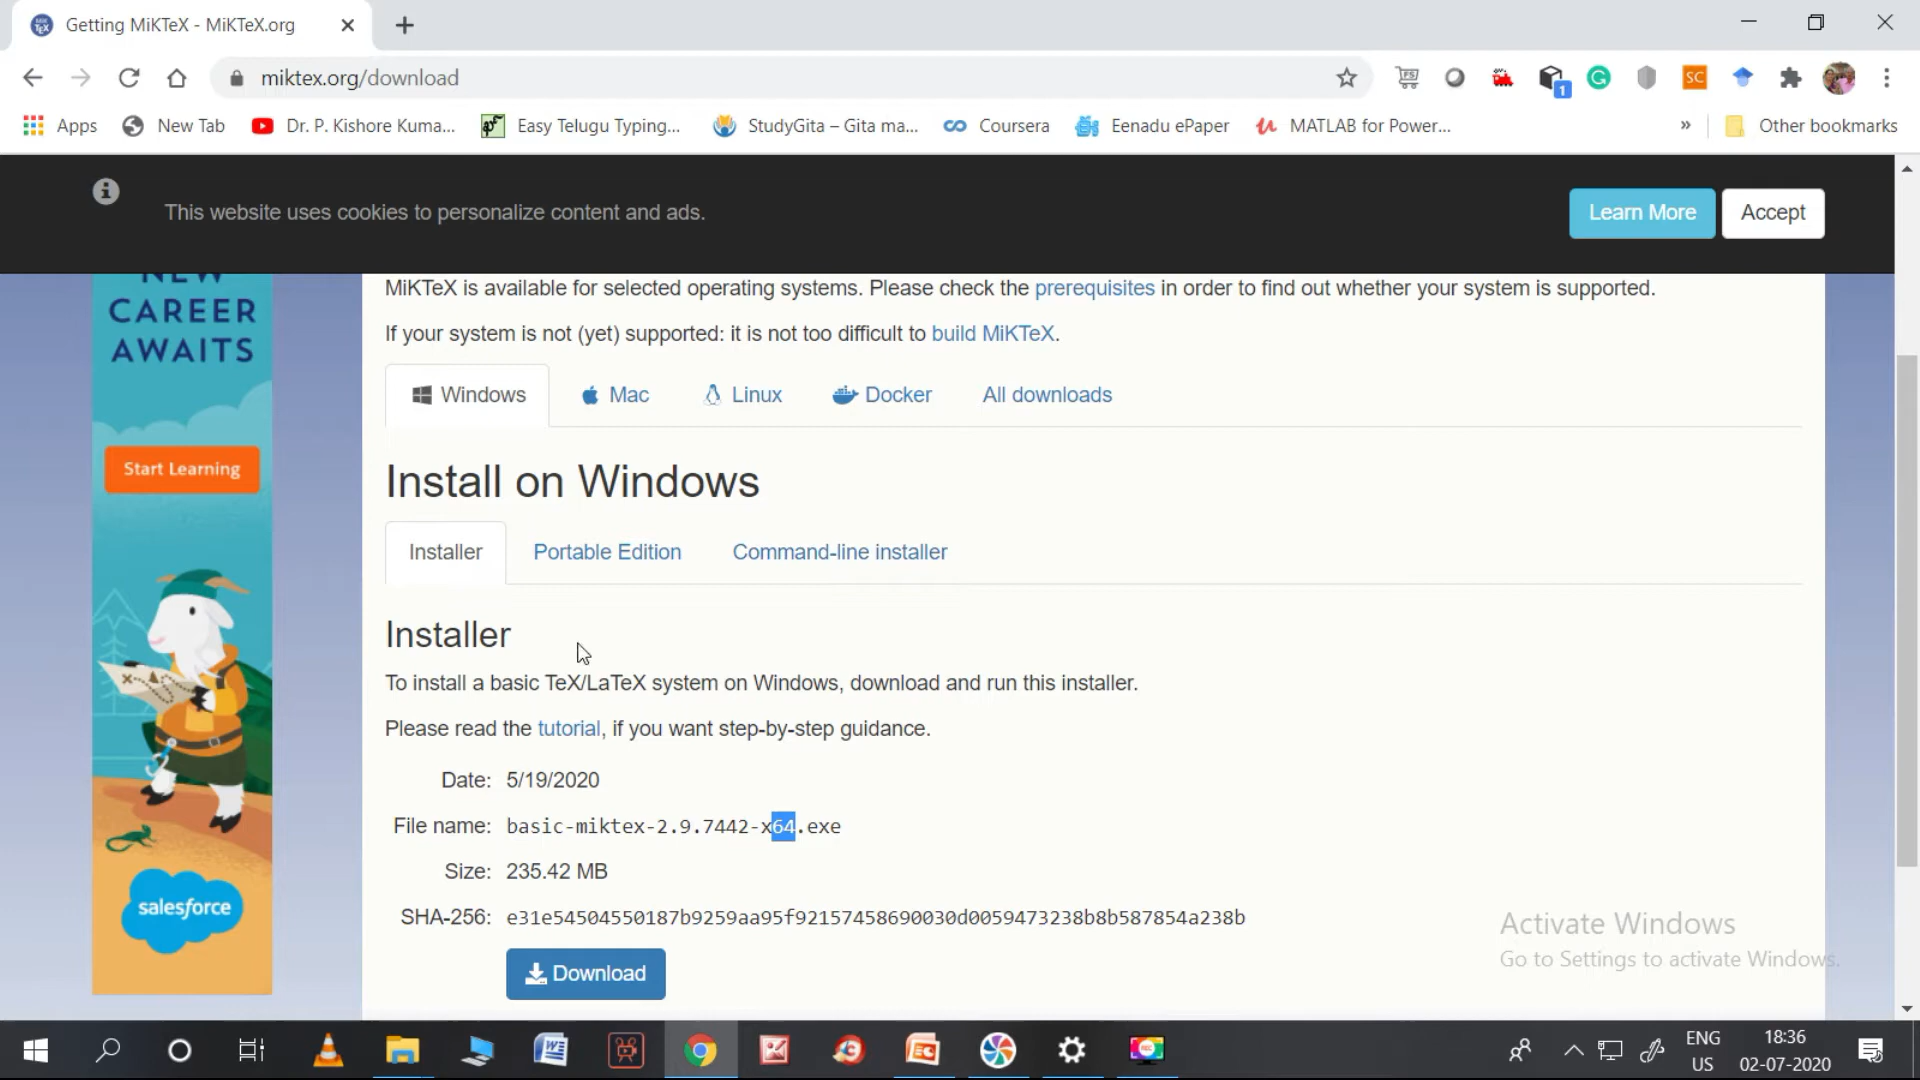 Getting MiKTeX - MiKTeX.org
miktex.org/download
FS
1
SC
Apps
New Tab
Dr. P. Kishore Kuma...
Easy Telugu Typing...
StudyGita – Gita ma...
Coursera
Eenadu ePaper
MATLAB for Power...
»
Other bookmarks
This website uses cookies to personalize content and ads.
Learn More
Accept
NEW
CAREER
AWAITS
Start Learning
salesforce
MiKTeX is available for selected operating systems. Please check the prerequisites in order to find out whether your system is supported.
If your system is not (yet) supported: it is not too difficult to build MiKTeX.
Windows
Mac
Linux
Docker
All downloads
Install on Windows
Installer
Portable Edition
Command-line installer
Installer
To install a basic TeX/LaTeX system on Windows, download and run this installer.
Please read the tutorial, if you want step-by-step guidance.
Date: 5/19/2020
File name: basic-miktex-2.9.7442-x64.exe
Size: 235.42 MB
SHA-256: e31e54504550187b9259aa95f92157458690030d0059473238b8b587854a238b
Download
Activate Windows
Go to Settings to activate Windows.
ENG
US
18:36
02-07-2020